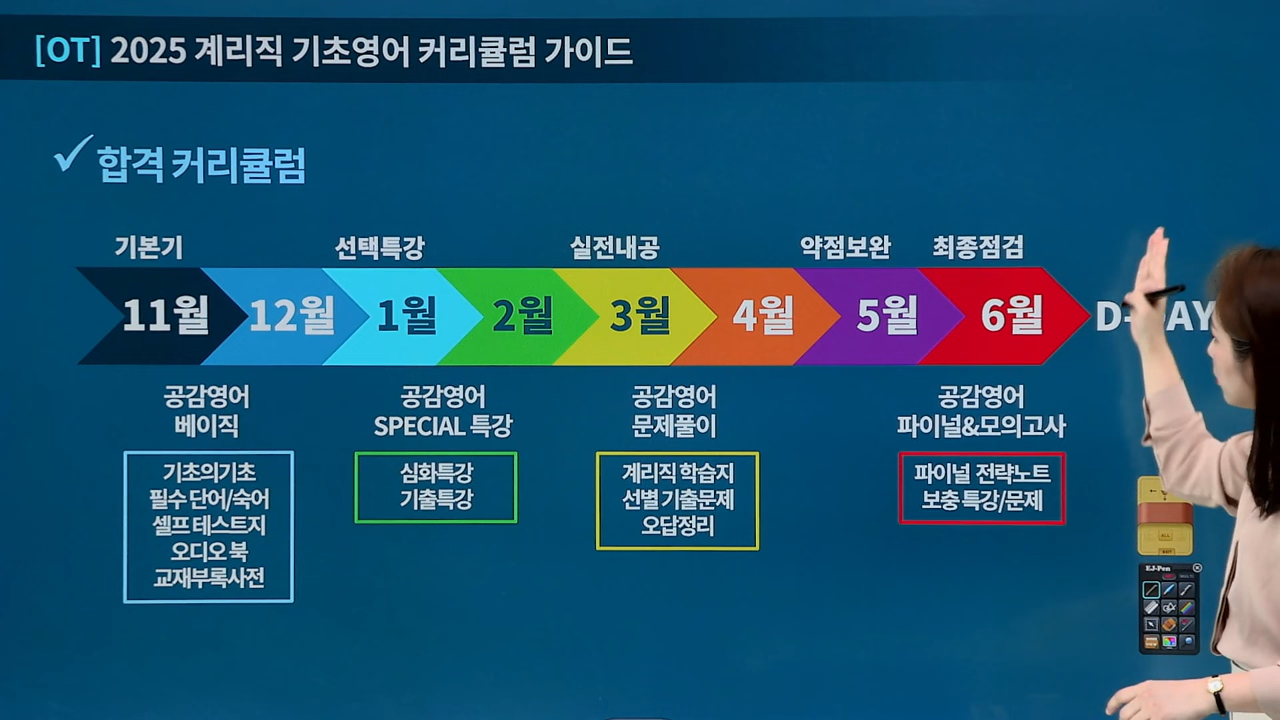 [OT] 2025 계리직 기초영어 커리큘럼 가이드
합격 커리큘럼
기본기 선택특강 실전내공 약점보완 최종점검
11월 12월 1월 2월 3월 4월 5월 6월
공감영어
베이직
기초의기초
필수 단어/숙어
셀프 테스트지
오디오 북
교재부록사전
공감영어
SPECIAL 특강
심화특강
기출특강
공감영어
문제풀이
계리직 학습지
선별 기출문제
오답정리
공감영어
파이널&모의고사
파이널 전략노트
보충 특강/문제
EJ-Pen
ALL